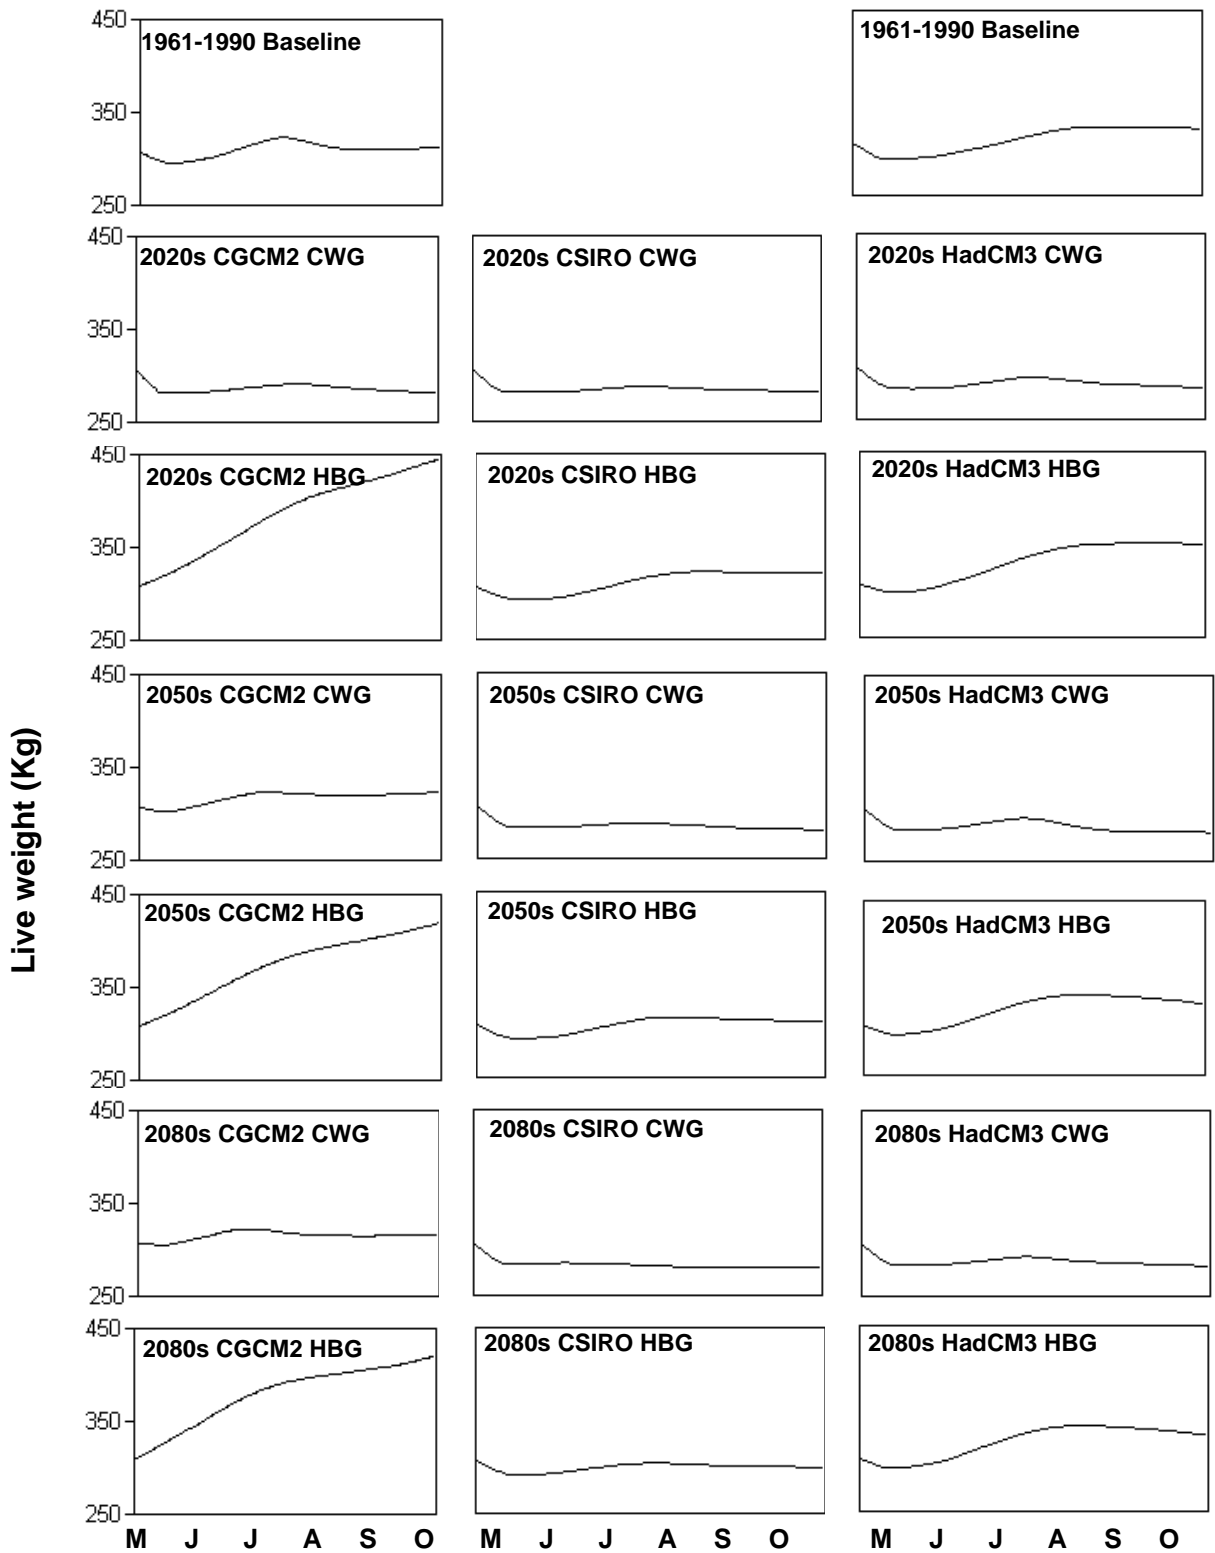 450
350
250
1961-1990 Baseline
1961-1990 Baseline
450
350
250
2020s CGCM2 CWG
2020s CSIRO CWG
2020s HadCM3 CWG
450
350
250
2020s CGCM2 HBG
2020s CSIRO HBG
2020s HadCM3 HBG
Live weight (Kg)
450
350
250
2050s CGCM2 CWG
2050s CSIRO CWG
2050s HadCM3 CWG
450
350
250
2050s CGCM2 HBG
2050s CSIRO HBG
2050s HadCM3 HBG
450
350
250
2080s CGCM2 CWG
2080s CSIRO CWG
2080s HadCM3 CWG
450
350
250
2080s CGCM2 HBG
2080s CSIRO HBG
2080s HadCM3 HBG
M J J A S O
M J J A S O
M J J A S O